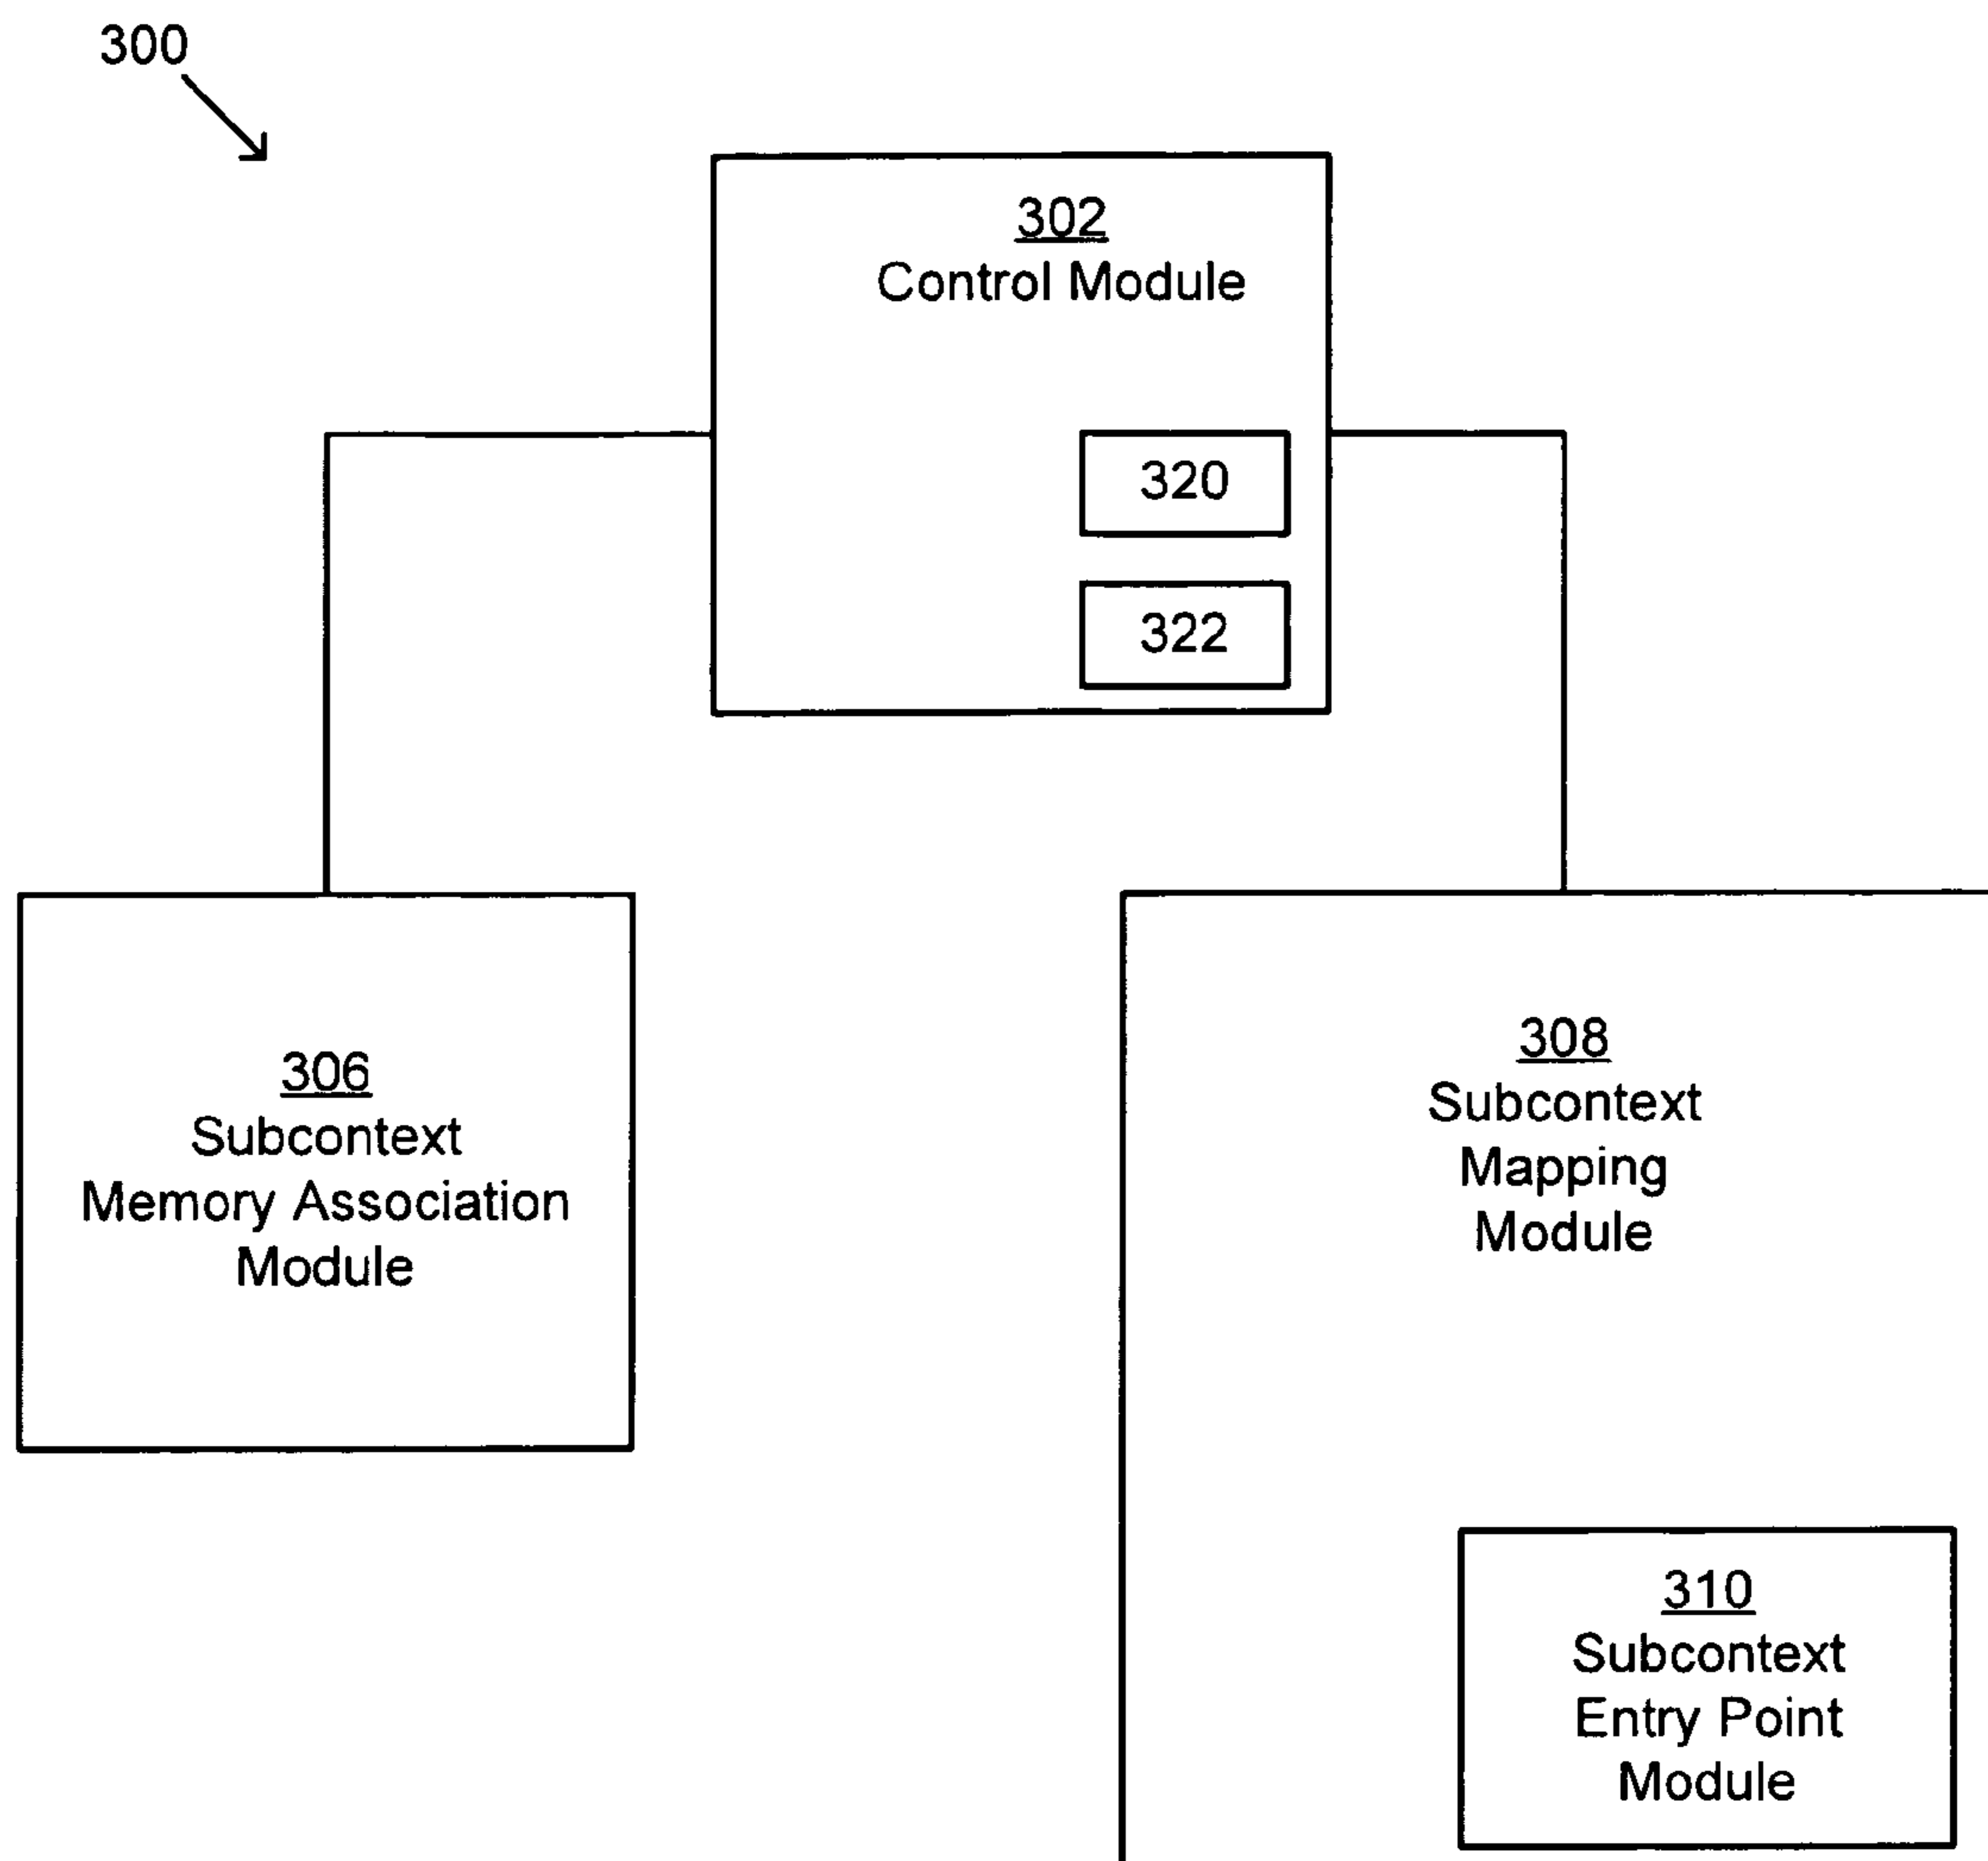 300
302
Control Module
320
322
306
Subcontext
Memory Association
Module
308
Subcontext
Mapping
Module
310
Subcontext
Entry Point
Module